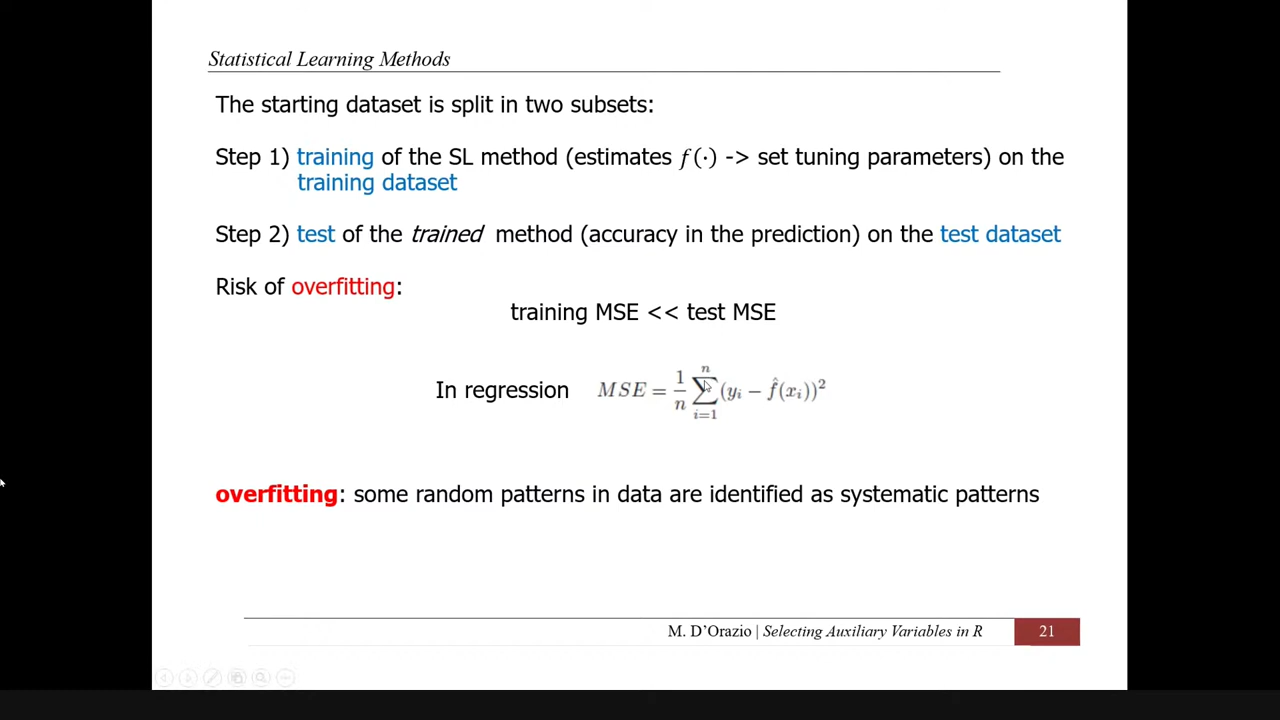 Statistical Learning Methods
The starting dataset is split in two subsets:
Step 1) training of the SL method (estimates f(·) -> set tuning parameters) on the
training dataset
Step 2) test of the trained method (accuracy in the prediction) on the test dataset
Risk of overfitting:
training MSE << test MSE
In regression MSE = \frac{1}{n} \sum_{i=1}^{n} (y_i − \hat{f}(x_i))^2
overfitting: some random patterns in data are identified as systematic patterns
M. D'Orazio | Selecting Auxiliary Variables in R 21